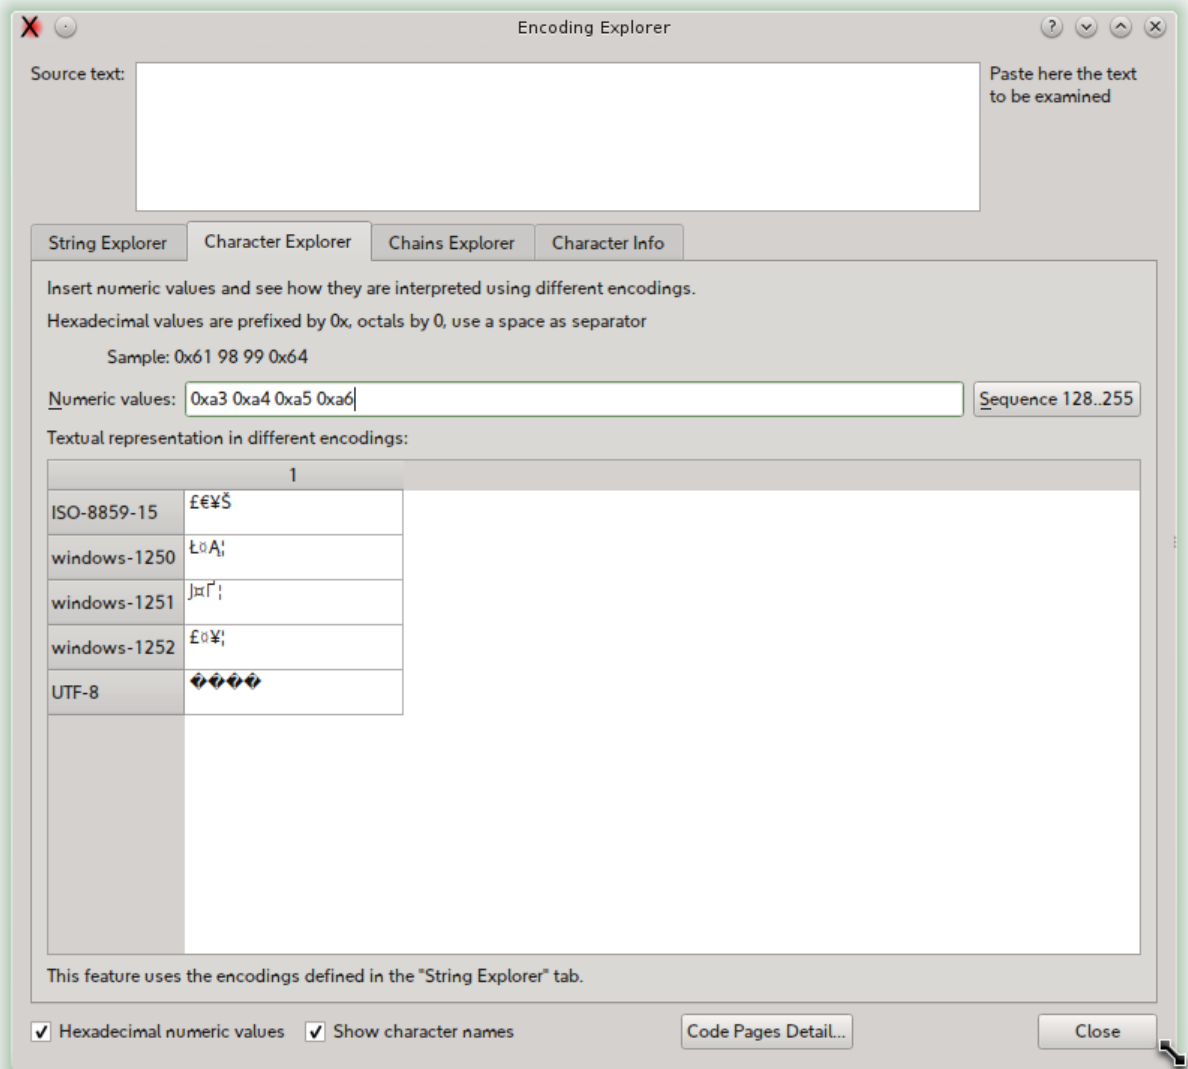 Encoding Explorer
Source text:
Paste here the text
to be examined
String Explorer
Character Explorer
Chains Explorer
Character Info
Insert numeric values and see how they are interpreted using different encodings.
Hexadecimal values are prefixed by 0x, octals by 0, use a space as separator
Sample: 0x61 98 99 0x64
Numeric values: 0xa3 0xa4 0xa5 0xa6 Sequence 128..255
Textual representation in different encodings:
1
ISO-8859-15 £€¥Š
windows-1250 Ł¤Ą¦
windows-1251 Ј¤Ґ¦
windows-1252 £¤¥¦
UTF-8 ����
This feature uses the encodings defined in the "String Explorer" tab.
Hexadecimal numeric values Show character names Code Pages Detail... Close